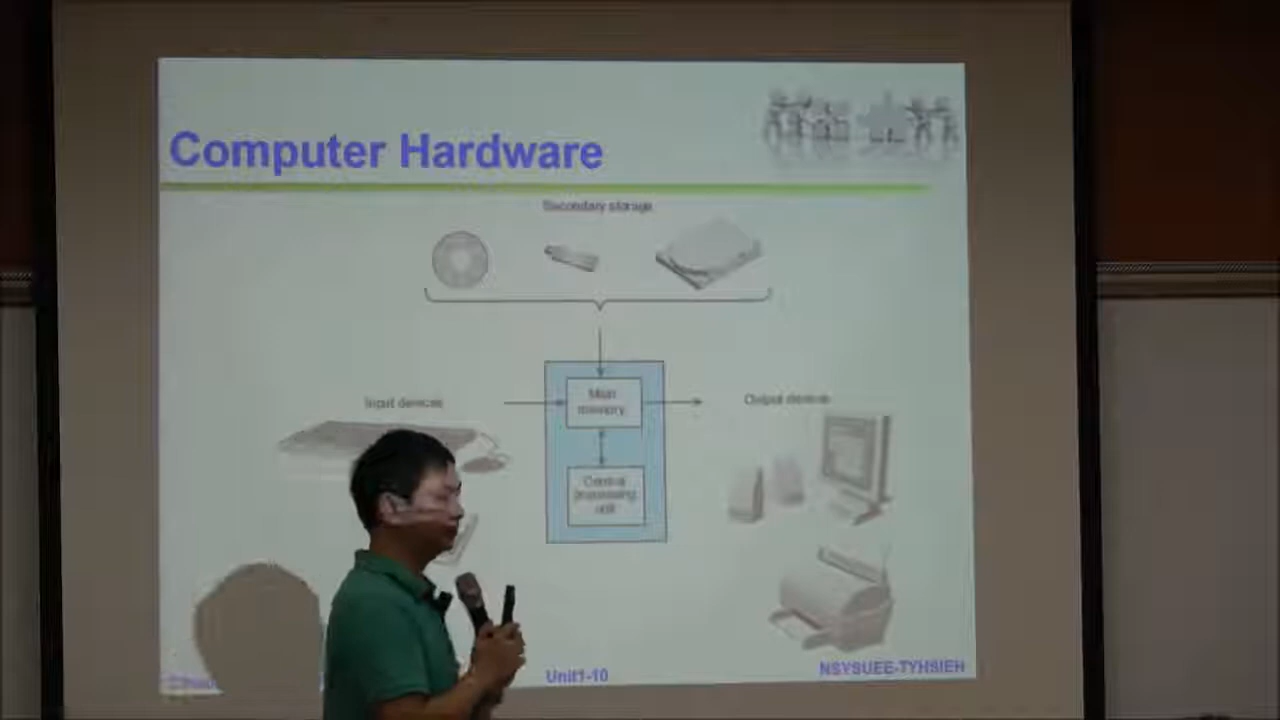 Computer Hardware
Secondary storage
Input devices
Main
memory
Output devices
Central
processing
unit
Unit1-10
NSYSUEE-TYHSIEH